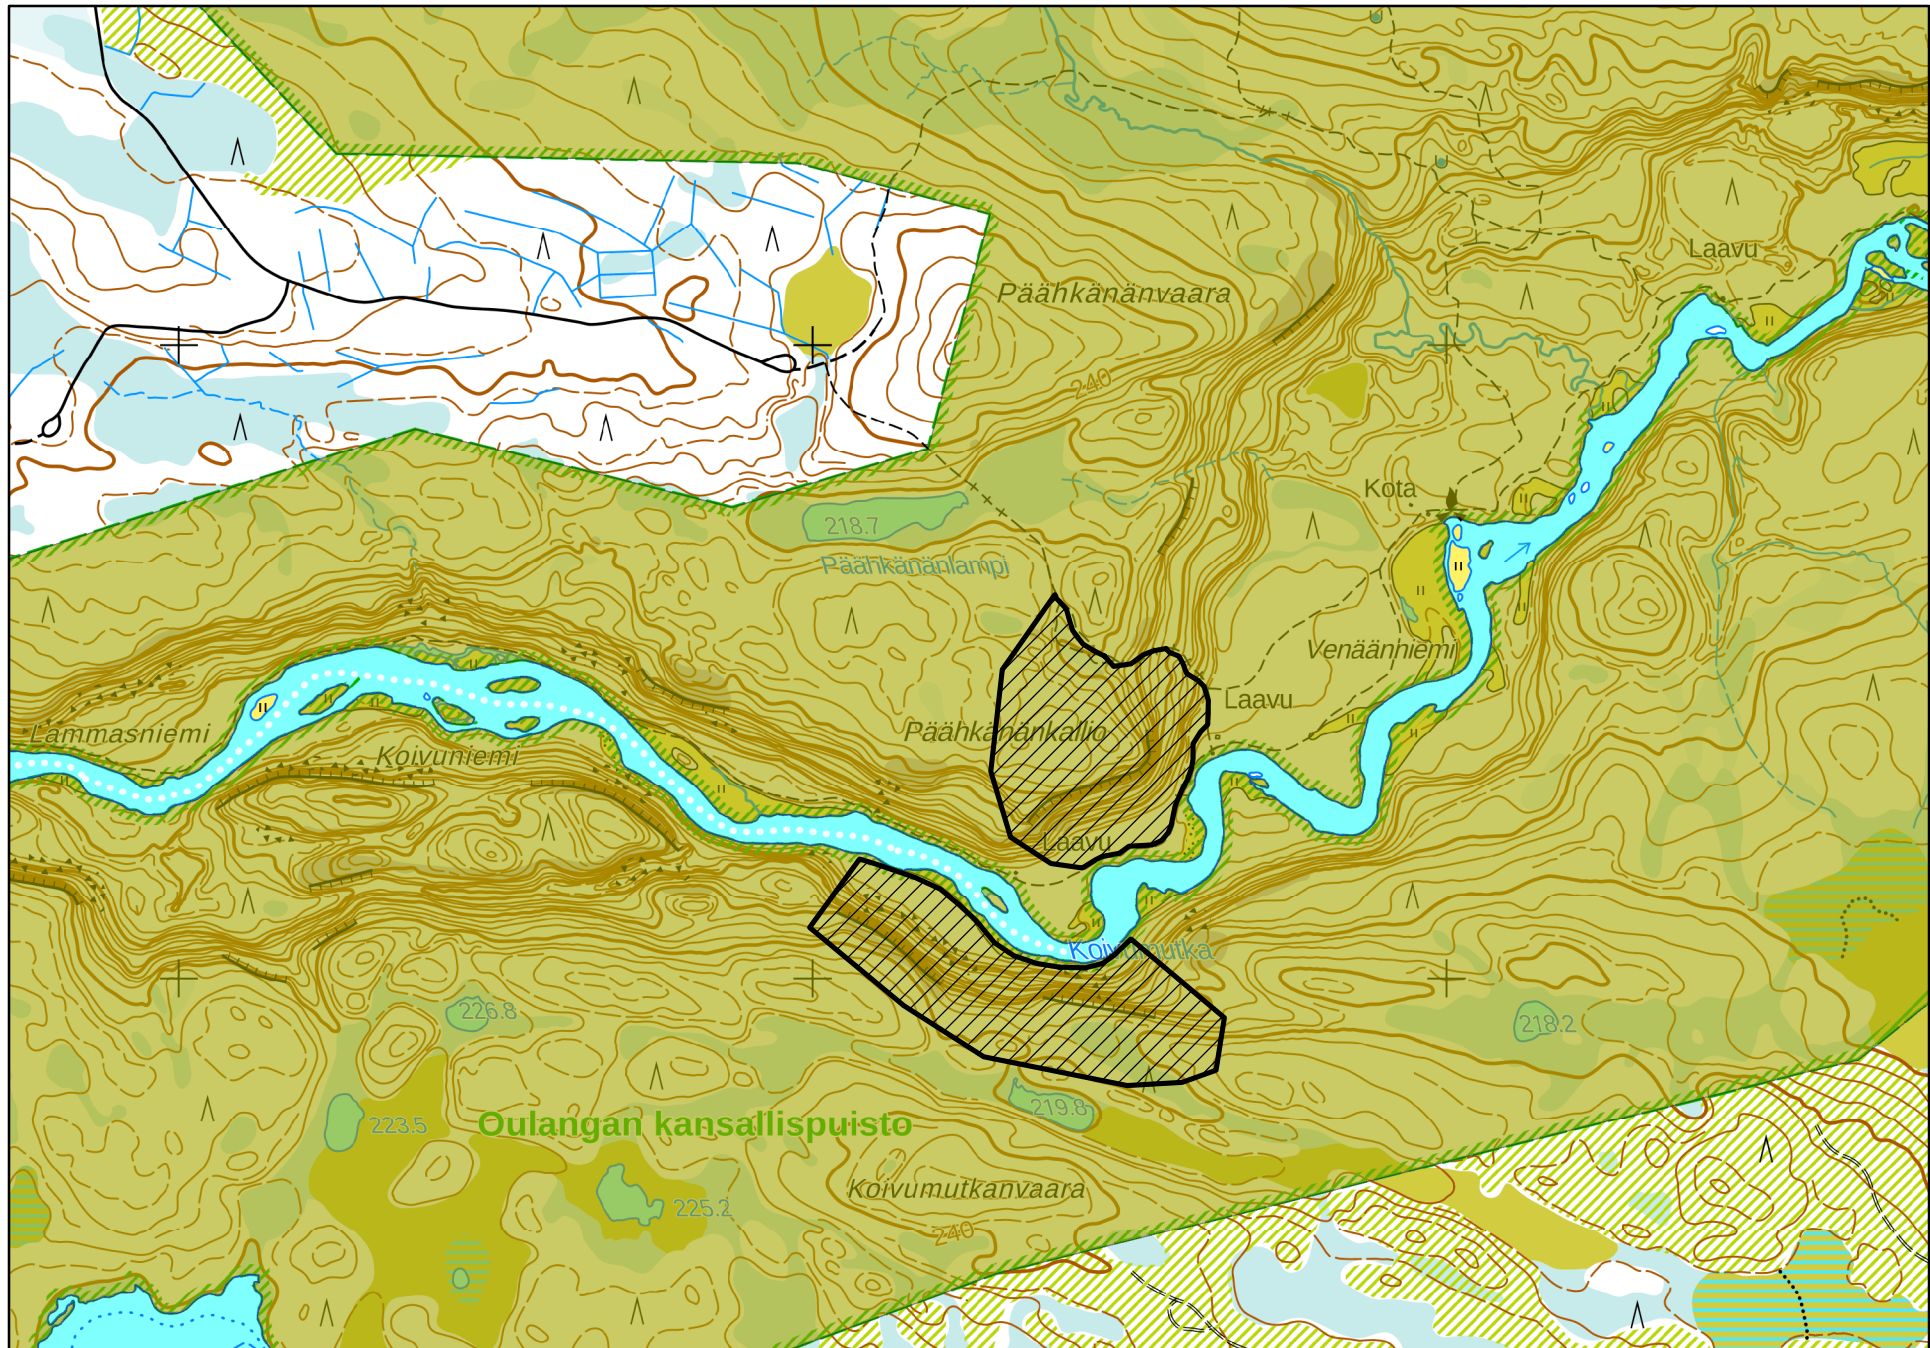 Laavu
Päähkänänvaara
240
Kota
218.7
Päähkänänlampi
Venäänhiemi
Laavu
Lammasniemi
Päähkänänkallio
Koivuniemi
Laavu
Koivumutka
226.8
218.2
219.8
223.5
Oulangan kansallispuisto
Koivumutkanvaara
225.2
240